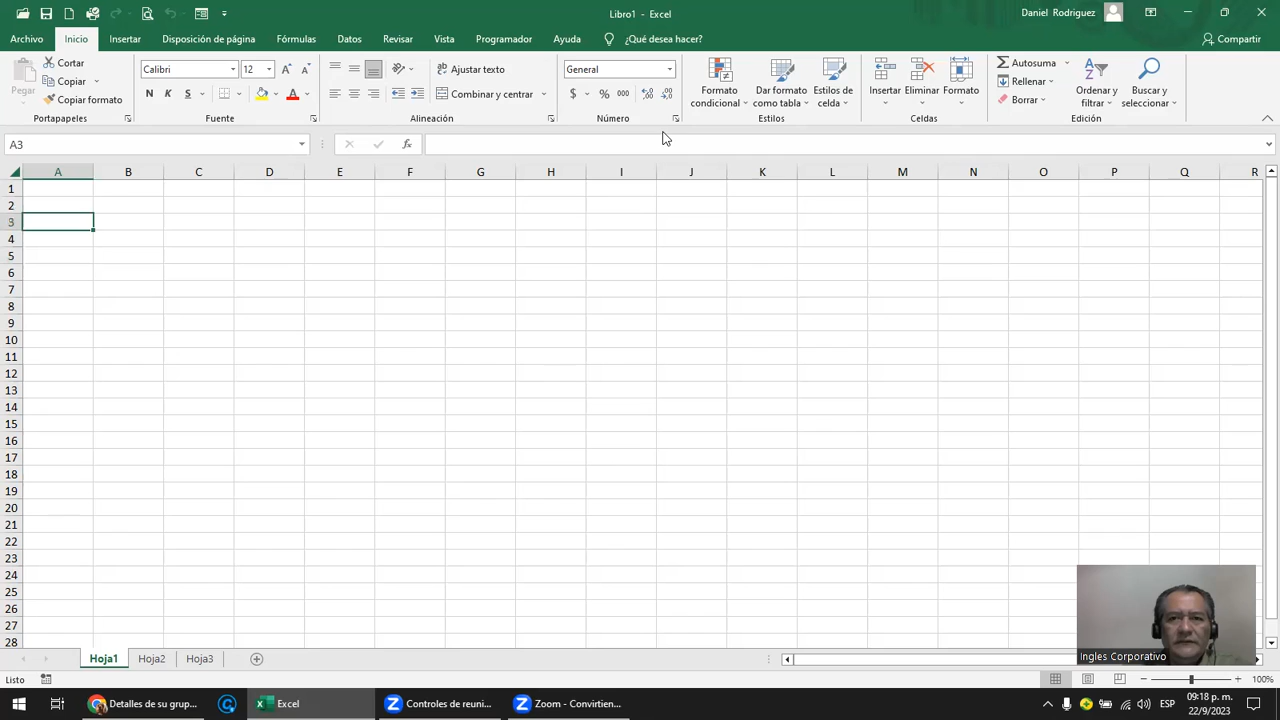 Libro1 - Excel
Daniel Rodriguez
Archivo Inicio Insertar Disposición de página Fórmulas Datos Revisar Vista Programador Ayuda ¿Qué desea hacer? Compartir
Pegar
Cortar
Copiar
Copiar formato
Portapapeles
Calibri 12
N K S
Fuente
Ajustar texto
Combinar y centrar
Alineación
General
$ % 000
Número
Formato condicional
Dar formato como tabla
Estilos de celda
Estilos
Insertar Eliminar Formato
Celdas
Autosuma
Rellenar
Borrar
Ordenar y filtrar
Buscar y seleccionar
Edición
A3 fx
A B C D E F G H I J K L M N O P Q R
1
2
3
4
5
6
7
8
9
10
11
12
13
14
15
16
17
18
19
20
21
22
23
24
25
26
27
28
Ingles Corporativo
Hoja1 Hoja2 Hoja3
Listo 100%
Detalles de su grup... Excel Controles de reuni... Zoom - Convirtien... ESP
09:18 p. m.
22/9/2023